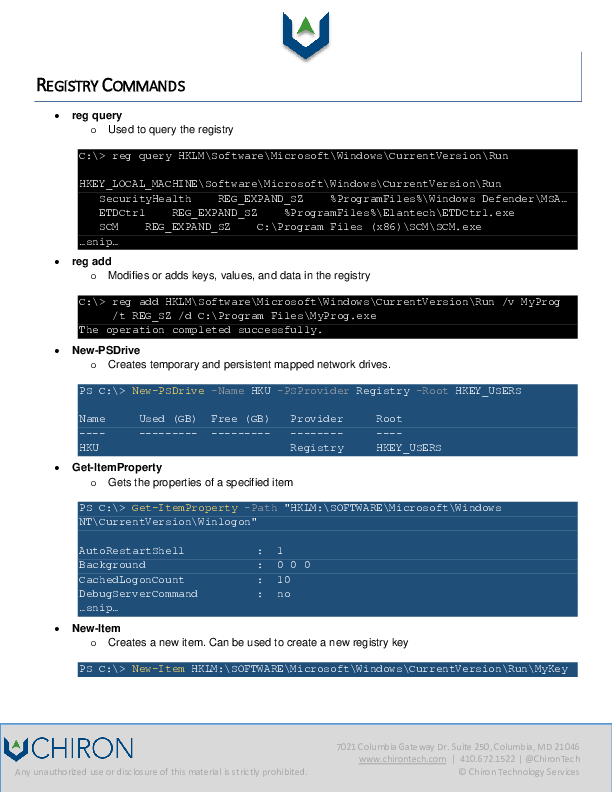 REGISTRY COMMANDS
• reg query
o Used to query the registry
C:\> reg query HKLM\Software\Microsoft\Windows\CurrentVersion\Run
HKEY_LOCAL_MACHINE\Software\Microsoft\Windows\CurrentVersion\Run
SecurityHealth REG_EXPAND_SZ %ProgramFiles%\Windows Defender\MSA…
ETDCtrl REG_EXPAND_SZ %ProgramFiles%\Elantech\ETDCtrl.exe
SCM REG_EXPAND_SZ C:\Program Files (x86)\SCM\SCM.exe
…snip…
• reg add
o Modifies or adds keys, values, and data in the registry
C:\> reg add HKLM\Software\Microsoft\Windows\CurrentVersion\Run /v MyProg
/t REG_SZ /d C:\Program Files\MyProg.exe
The operation completed successfully.
• New-PSDrive
o Creates temporary and persistent mapped network drives.
PS C:\> New-PSDrive -Name HKU -PSProvider Registry -Root HKEY_USERS
Name Used (GB) Free (GB) Provider Root
---- --------- --------- -------- ----
HKU Registry HKEY_USERS
• Get-ItemProperty
o Gets the properties of a specified item
PS C:\> Get-ItemProperty -Path "HKLM:\SOFTWARE\Microsoft\Windows
NT\CurrentVersion\Winlogon"
AutoRestartShell : 1
Background : 0 0 0
CachedLogonCount : 10
DebugServerCommand : no
…snip…
• New-Item
o Creates a new item. Can be used to create a new registry key
PS C:\> New-Item HKLM:\SOFTWARE\Microsoft\Windows\CurrentVersion\Run\MyKey
CHIRON
7021 Columbia Gateway Dr. Suite 250, Columbia, MD 21046
www.chirontech.com | 410.672.1522 | @ChironTech
Any unauthorized use or disclosure of this material is strictly prohibited.
© Chiron Technology Services